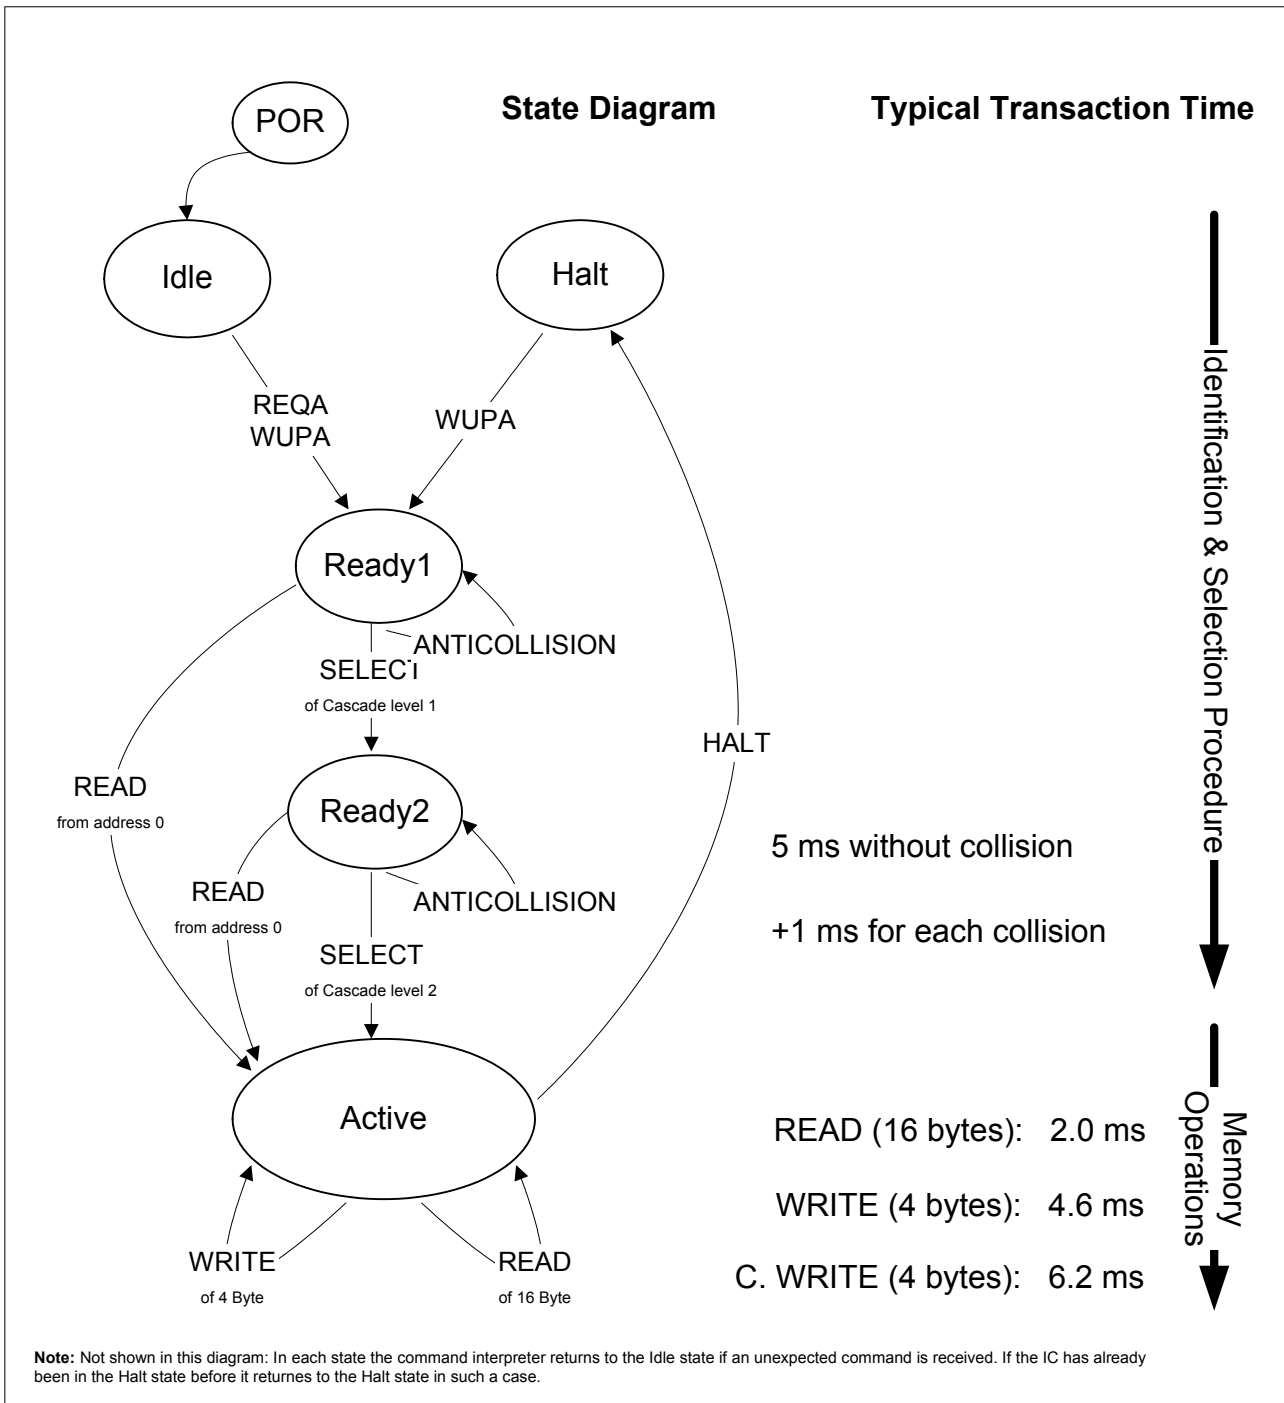 State Diagram
Typical Transaction Time
POR
Idle
Halt
REQA
WUPA
WUPA
Ready1
ANTICOLLISION
SELECT
of Cascade level 1
HALT
READ
from address 0
Ready2
READ
from address 0
ANTICOLLISION
SELECT
of Cascade level 2
5 ms without collision
+1 ms for each collision
Identification & Selection Procedure
Active
READ (16 bytes): 2.0 ms
WRITE (4 bytes): 4.6 ms
C. WRITE (4 bytes): 6.2 ms
Memory
Operations
WRITE
of 4 Byte
READ
of 16 Byte
Note: Not shown in this diagram: In each state the command interpreter returns to the Idle state if an unexpected command is received. If the IC has already
been in the Halt state before it returnes to the Halt state in such a case.